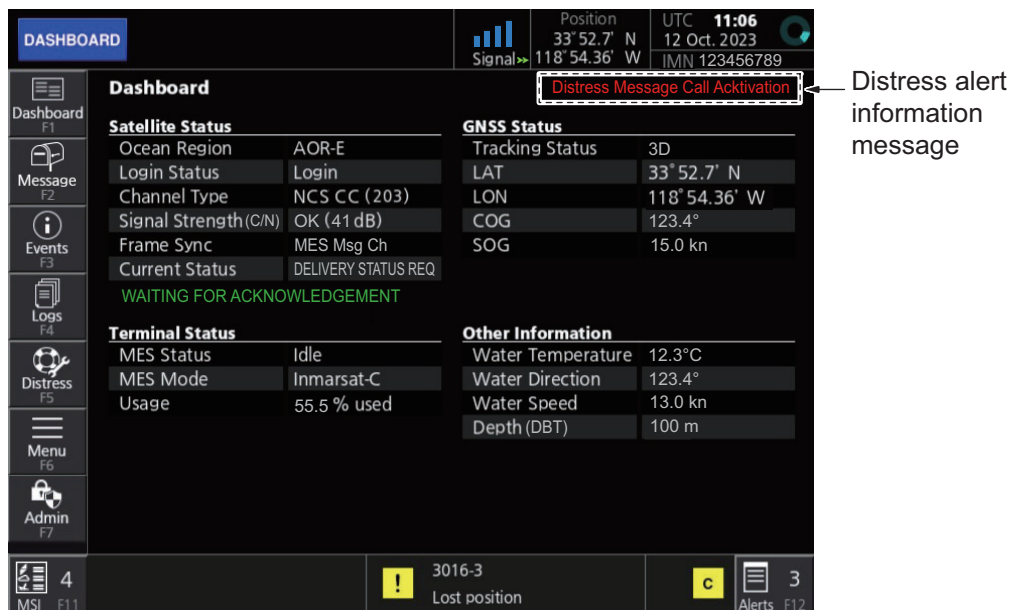 DASHBOARD
Signal»
Position
33°52.7' N
118°54.36' W
UTC 11:06
12 Oct. 2023
IMN 123456789
Dashboard
F1
Message
F2
Events
F3
Logs
F4
Distress
F5
Menu
F6
Admin
F7
Dashboard
Distress Message Call Acktivation
Distress alert
information
message
Satellite Status
Ocean Region AOR-E
Login Status Login
Channel Type NCS CC (203)
Signal Strength (C/N) OK (41 dB)
Frame Sync MES Msg Ch
Current Status DELIVERY STATUS REQ
WAITING FOR ACKNOWLEDGEMENT
GNSS Status
Tracking Status 3D
LAT 33°52.7' N
LON 118°54.36' W
COG 123.4°
SOG 15.0 kn
Terminal Status
MES Status Idle
MES Mode Inmarsat-C
Usage 55.5 % used
Other Information
Water Temperature 12.3°C
Water Direction 123.4°
Water Speed 13.0 kn
Depth (DBT) 100 m
4
MSI F11
!
3016-3
Lost position
C
3
Alerts F12